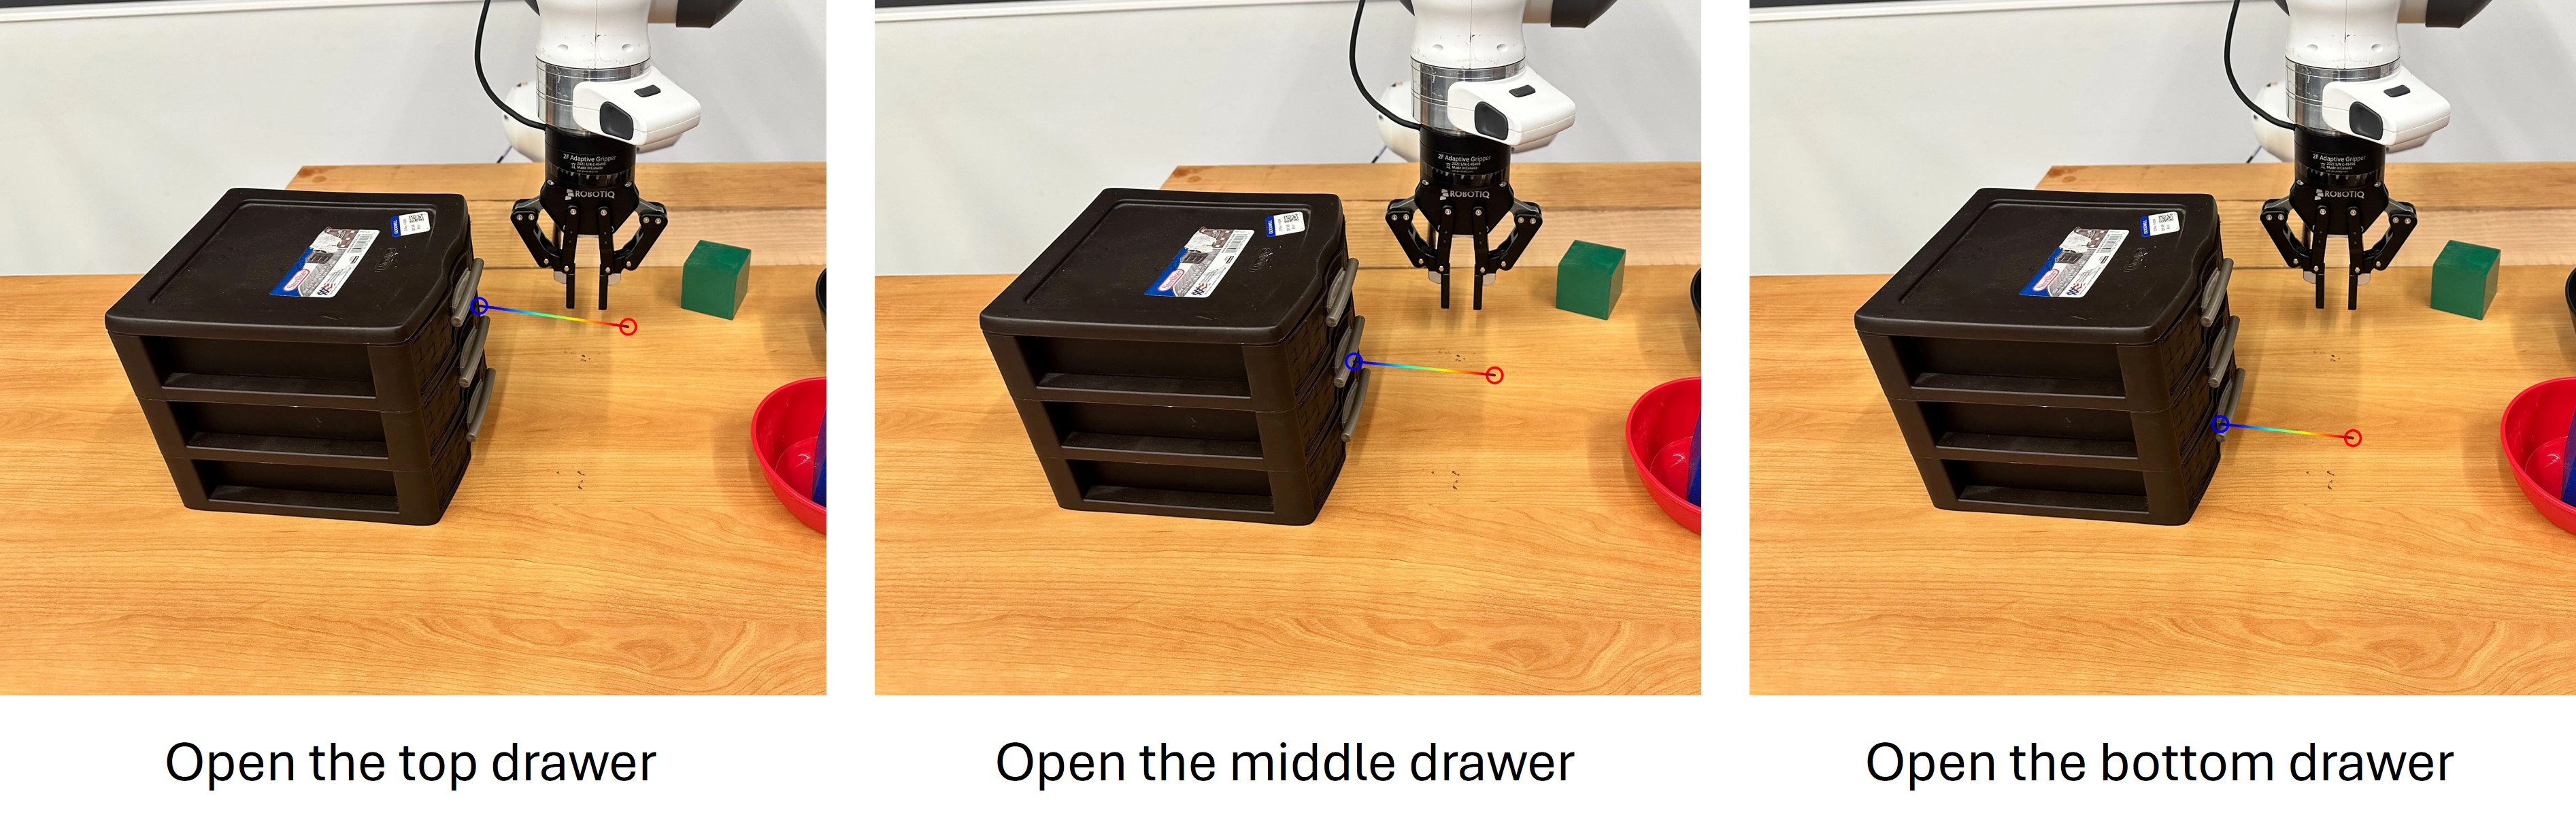 2F Adaptive Gripper
ROBOTIQ
2F Adaptive Gripper
ROBOTIQ
2F Adaptive Gripper
ROBOTIQ
Open the top drawer
Open the middle drawer
Open the bottom drawer